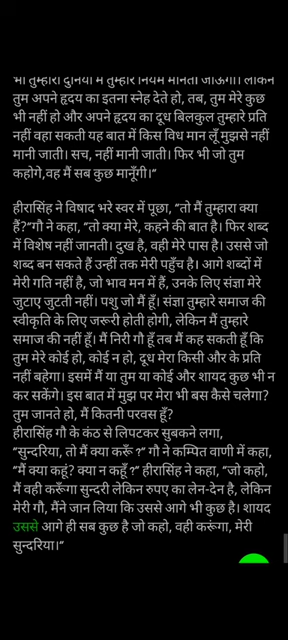 भी तुम्हारी दुनिया में तुम्हारे नियम मानती जाऊंगी। लेकिन
तुम अपने हृदय का इतना स्नेह देते हो, तब, तुम मेरे कुछ
भी नहीं हो और अपने हृदय का दूध बिलकुल तुम्हारे प्रति
नहीं वहा सकती यह बात में किस विध मान लूं मुझसे नहीं
मानी जाती। सच, नहीं मानी जाती। फिर भी जो तुम
कहोगे,वह मैं सब कुछ मानूँगी।''
हीरासिंह ने विषाद भरे स्वर में पूछा, ''तो मैं तुम्हारा क्या
हैं?''गौ ने कहा, ''तो क्या मेरे, कहने की बात है। फिर शब्द
में विशेष नहीं जानती। दुख है, वही मेरे पास है। उससे जो
शब्द बन सकते हैं उन्हीं तक मेरी पहुँच है। आगे शब्दों में
मेरी गति नहीं है, जो भाव मन में हैं, उनके लिए संज्ञा मेरे
जुटाए जुटती नहीं। पशु जो मैं हूँ। संज्ञा तुम्हारे समाज की
स्वीकृति के लिए जरूरी होती होगी, लेकिन मैं तुम्हारे
समाज की नहीं हूँ। मैं निरी गौ हूँ तब मैं कह सकती हूँ कि
तुम मेरे कोई हो, कोई न हो, दूध मेरा किसी और के प्रति
नहीं बहेगा। इसमें मैं या तुम या कोई और शायद कुछ भी न
कर सकेंगे। इस बात में मुझ पर मेरा भी बस कैसे चलेगा?
तुम जानते हो, मैं कितनी परवस हूँ?
हीरासिंह गौ के कंठ से लिपटकर सुबकने लगा,
''सुन्दरिया, तो मैं क्या करूँ ?'' गौ ने कम्पित वाणी में कहा,
''मैं क्या कहूं? क्या न कहूँ ?'' हीरासिंह ने कहा, ''जो कहो,
मैं वही करूँगा सुन्दरी लेकिन रुपए का लेन-देन है, लेकिन
मेरी गौ, मैंने जान लिया कि उससे आगे भी कुछ है। शायद
उससे आगे ही सब कुछ है जो कहो, वही करूंगा, मेरी
सुन्दरिया।''